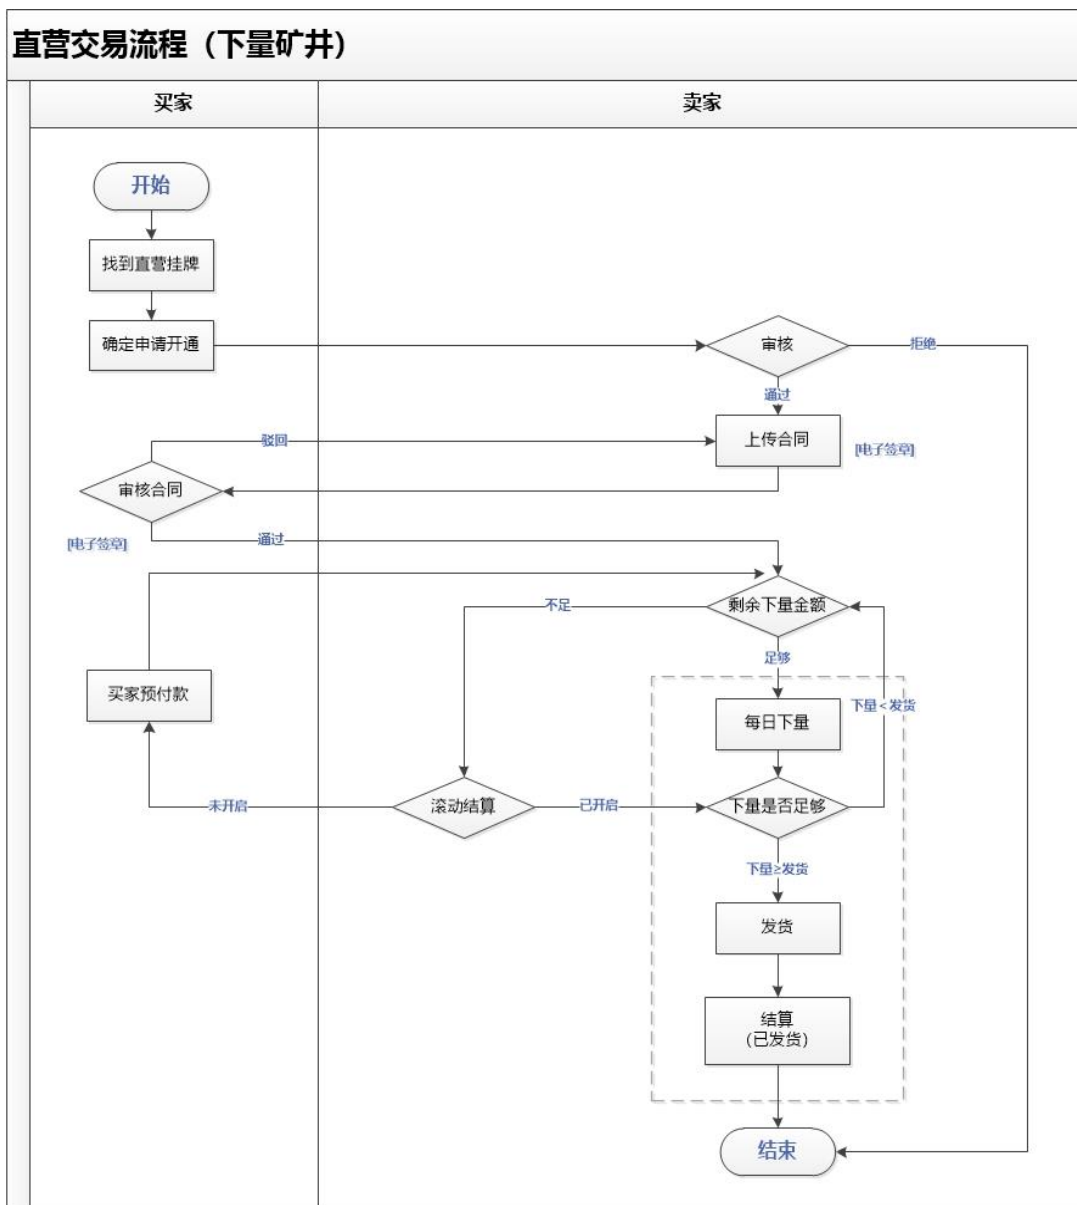 直营交易流程（下量矿井）
买家
卖家
开始
找到直营挂牌
确定申请开通
审核
拒绝
通过
驳回
上传合同
[电子签章]
审核合同
[电子签章]
通过
剩余下量金额
不足
足够
买家预付款
每日下量
下量<发货
未开启
滚动结算
已开启
下量是否足够
下量≥发货
发货
结算
（已发货）
结束